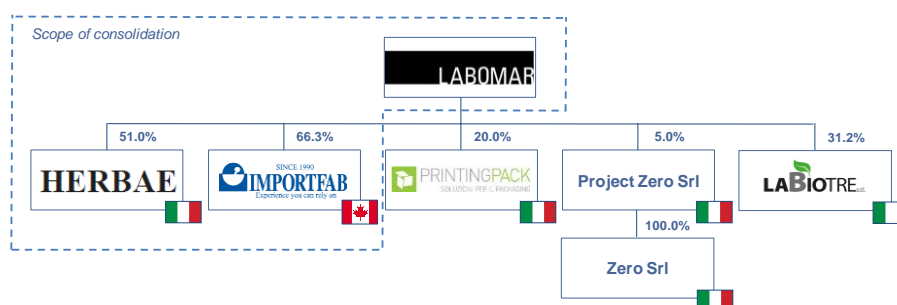 Scope of consolidation
LABOMAR
51.0%
66.3%
20.0%
5.0%
31.2%
HERBAE
SINCE 1990
IMPORTFAB
Experience you can rely on
PRINTINGPACK
SOLUZIONI PER IL PACKAGING
Project Zero Srl
LABIOTRE s.r.l.
100.0%
Zero Srl